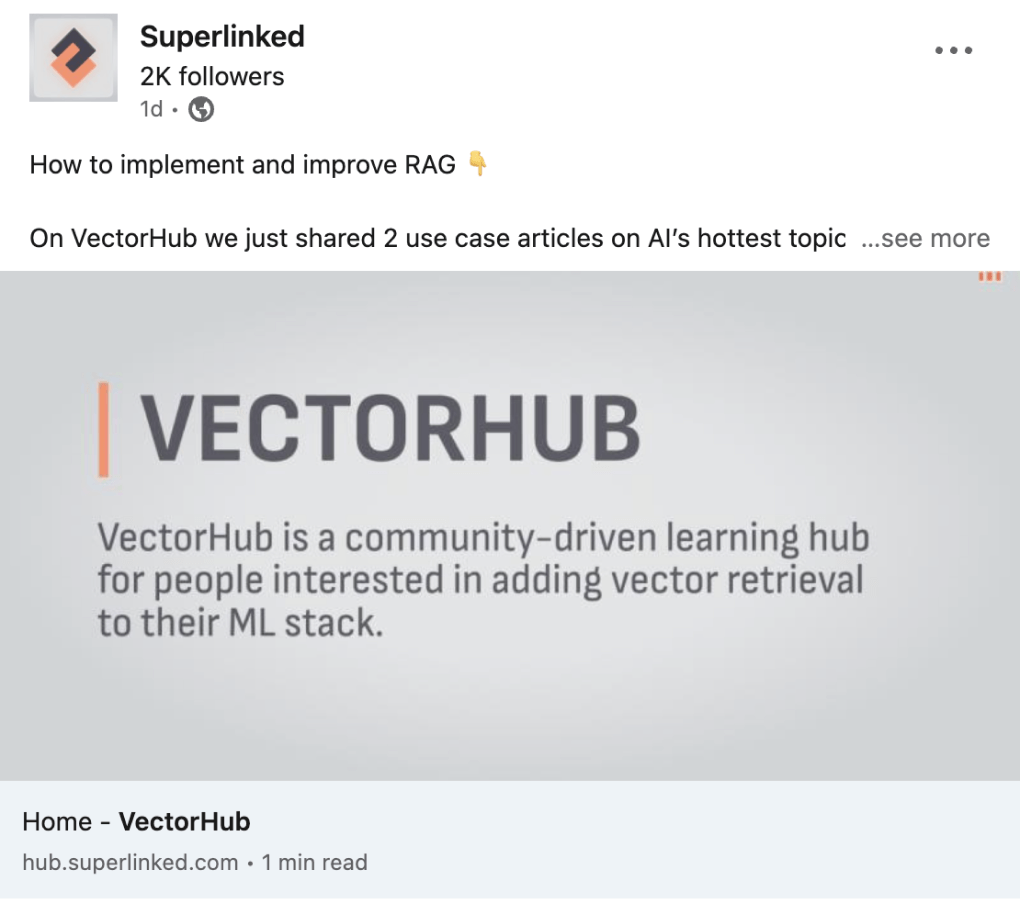 Superlinked
2K followers
1d •
How to implement and improve RAG 👇
On VectorHub we just shared 2 use case articles on AI’s hottest topic ...see more
VECTORHUB
VectorHub is a community-driven learning hub
for people interested in adding vector retrieval
to their ML stack.
Home - VectorHub
hub.superlinked.com • 1 min read